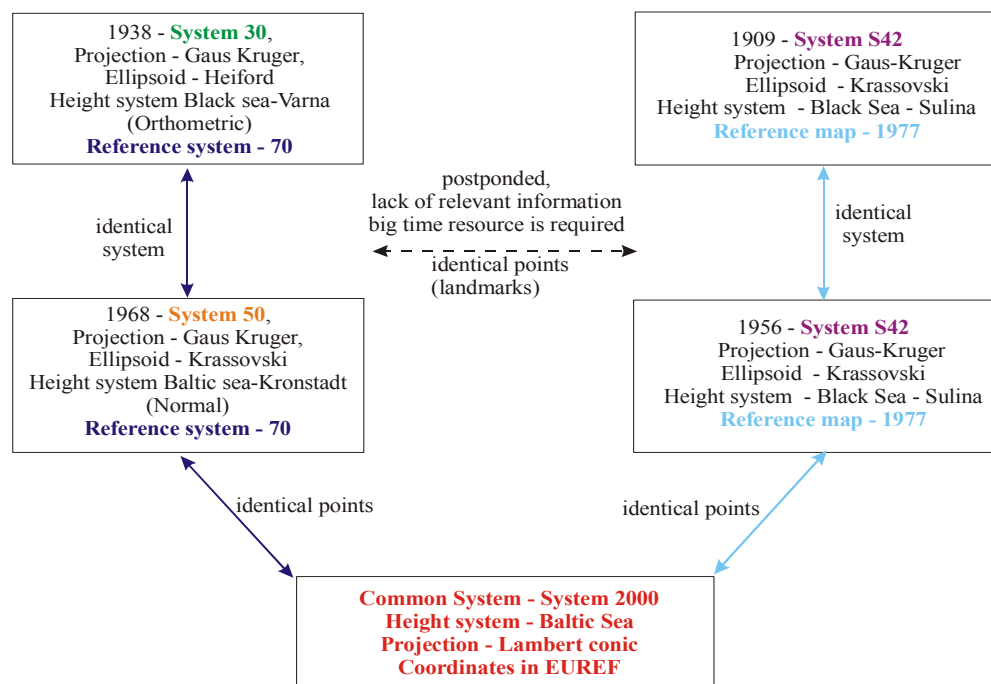 1938 - System 30,
Projection - Gaus Kruger,
Ellipsoid - Heiford
Height system Black sea-Varna
(Orthometric)
Reference system - 70
1909 - System S42
Projection - Gaus-Kruger
Ellipsoid - Krassovski
Height system - Black Sea - Sulina
Reference map - 1977
identical
system
postponded,
lack of relevant information
big time resource is required
identical points
(landmarks)
identical
system
1968 - System 50,
Projection - Gaus Kruger,
Ellipsoid - Krassovski
Height system Baltic sea-Kronstadt
(Normal)
Reference system - 70
1956 - System S42
Projection - Gaus-Kruger
Ellipsoid - Krassovski
Height system - Black Sea - Sulina
Reference map - 1977
identical points
identical points
Common System - System 2000
Height system - Baltic Sea
Projection - Lambert conic
Coordinates in EUREF